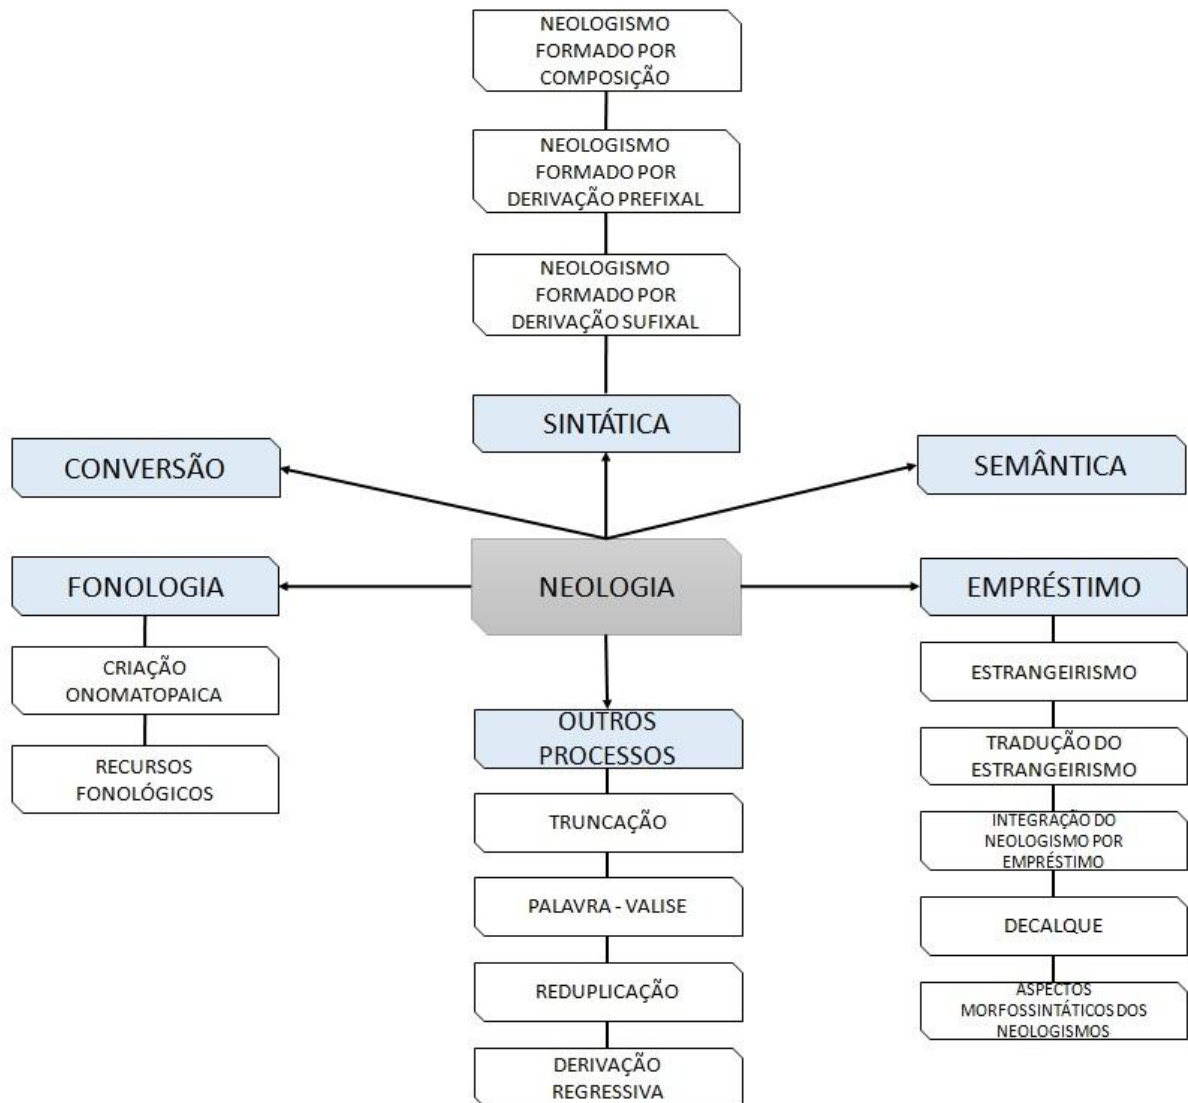 NEOLOGISMO
FORMADO POR
COMPOSIÇÃO
NEOLOGISMO
FORMADO POR
DERIVAÇÃO PREFIXAL
NEOLOGISMO
FORMADO POR
DERIVAÇÃO SUFIXAL
SINTÁTICA
CONVERSÃO
SEMÂNTICA
FONOLOGIA
NEOLOGIA
EMPRÉSTIMO
CRIAÇÃO
ONOMATOPAICA
RECURSOS
FONOLÓGICOS
OUTROS
PROCESSOS
TRUNCAÇÃO
PALAVRA - VALISE
REDUPLICAÇÃO
DERIVAÇÃO
REGRESSIVA
ESTRANGEIRISMO
TRADUÇÃO DO
ESTRANGEIRISMO
INTEGRAÇÃO DO
NEOLOGISMO POR
EMPRÉSTIMO
DECALQUE
ASPECTOS
MORFOSSINTÁTICOS DOS
NEOLOGISMOS